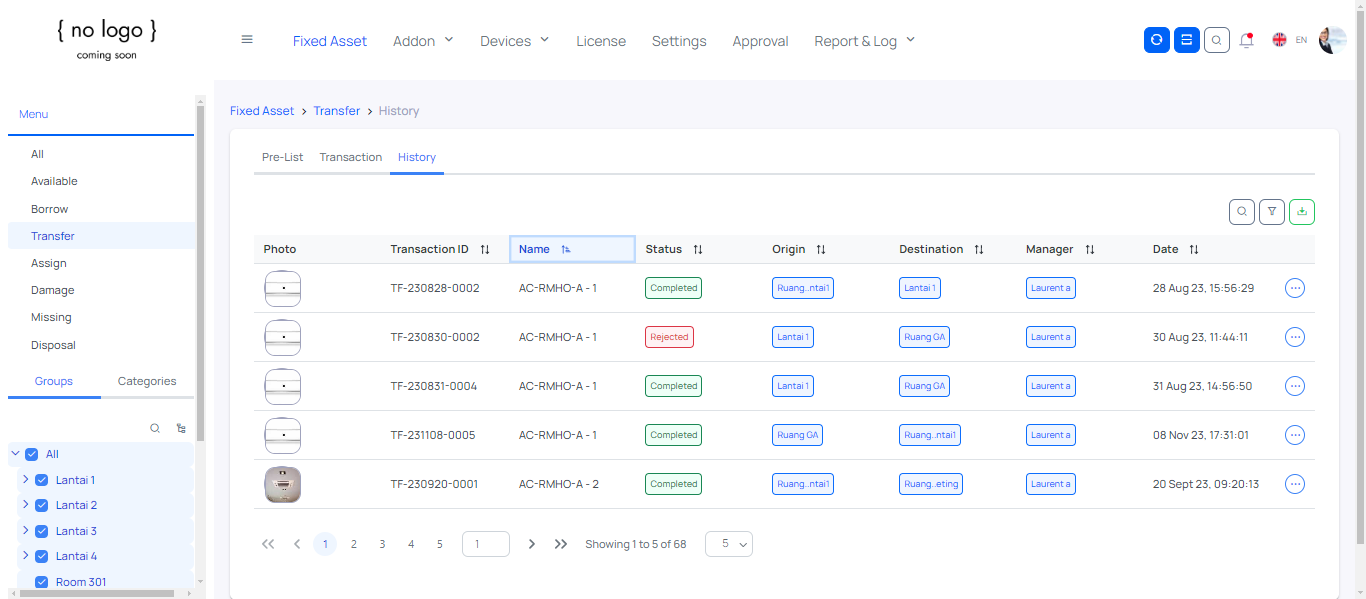 { no logo }
coming soon
Fixed Asset Addon Devices License Settings Approval Report & Log EN
Menu
All
Available
Borrow
Transfer
Assign
Damage
Missing
Disposal
Groups Categories
All
Lantai 1
Lantai 2
Lantai 3
Lantai 4
Room 301
Fixed Asset > Transfer > History
Pre-List Transaction History
Photo Transaction ID Name Status Origin Destination Manager Date
TF-230828-0002 AC-RMHO-A - 1 Completed Ruang..ntai1 Lantai 1 Laurent a 28 Aug 23, 15:56:29
TF-230830-0002 AC-RMHO-A - 1 Rejected Lantai 1 Ruang GA Laurent a 30 Aug 23, 11:44:11
TF-230831-0004 AC-RMHO-A - 1 Completed Lantai 1 Ruang GA Laurent a 31 Aug 23, 14:56:50
TF-231108-0005 AC-RMHO-A - 1 Completed Ruang GA Ruang..ntai1 Laurent a 08 Nov 23, 17:31:01
TF-230920-0001 AC-RMHO-A - 2 Completed Ruang..ntai1 Ruang..eting Laurent a 20 Sept 23, 09:20:13
1 2 3 4 5 1 Showing 1 to 5 of 68 5